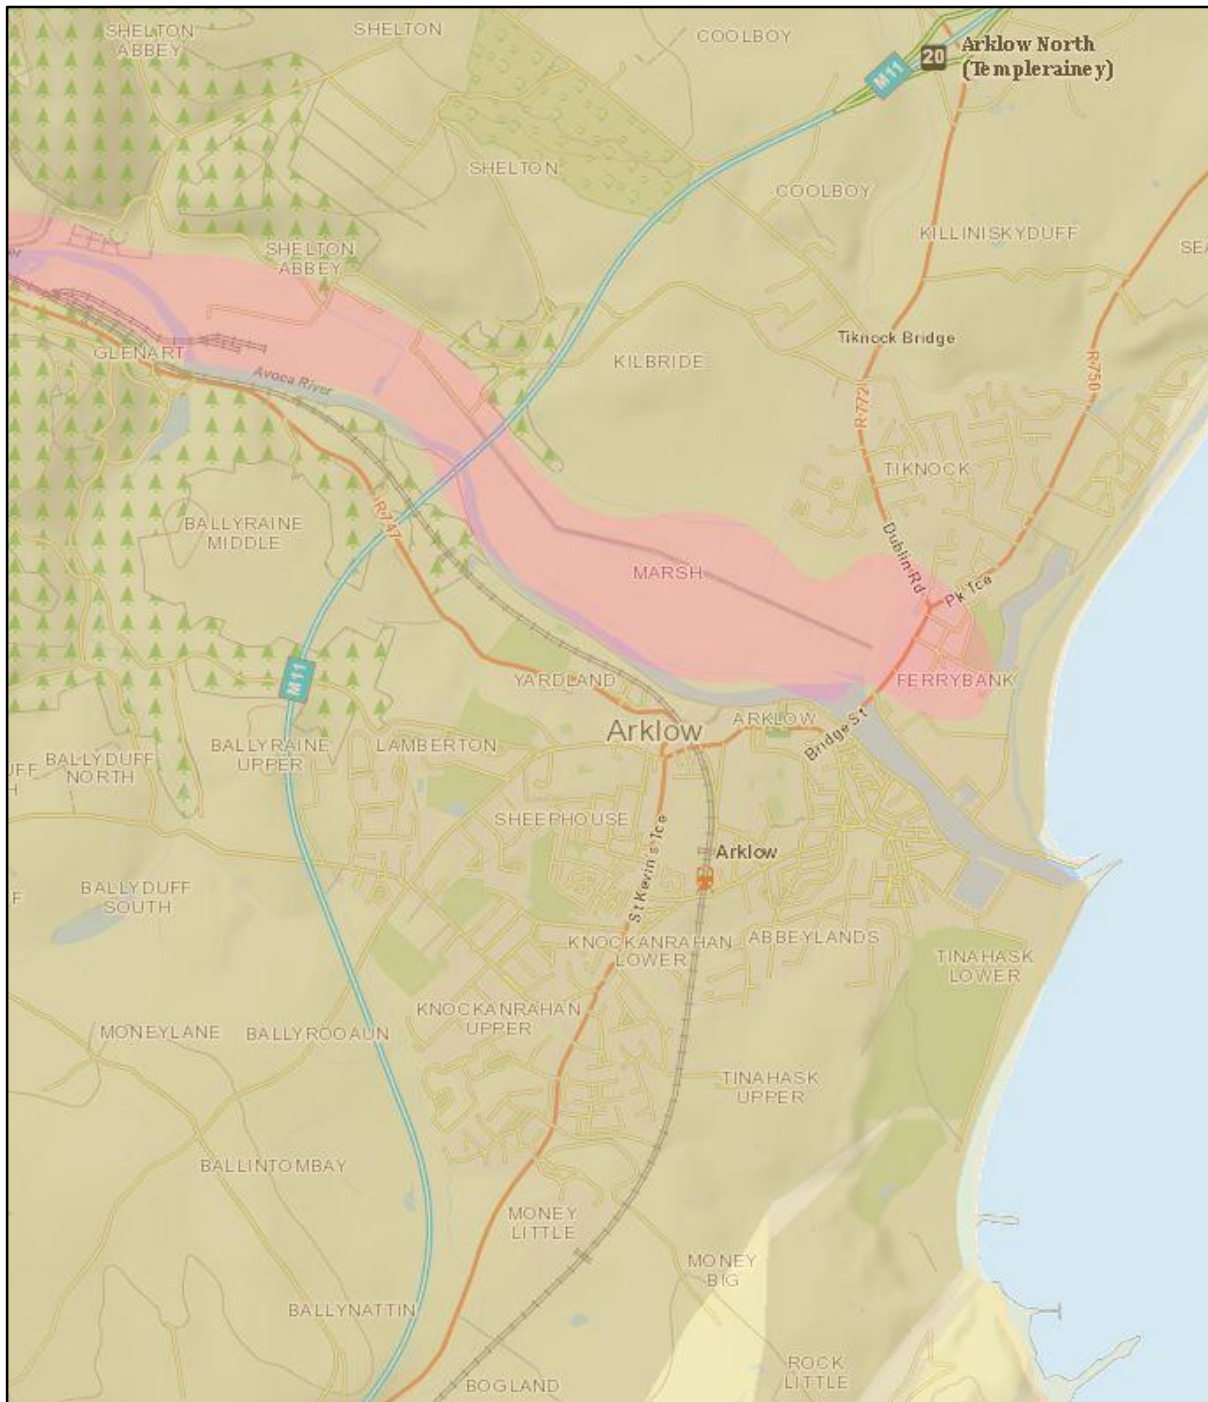 SHELTON
ABBEY
SHELTON
COOLBOY
20
Arklow North
(Templerainey)
M11
SHELTON
COOLBOY
KILLINISKYDUFF
SHELTON
ABBEY
Tiknock Bridge
GLENART
KILBRIDE
R750
Avoca River
R772
TIKNOCK
BALLYRAINE
MIDDLE
R747
Dublin Rd
MARSH
Pk Tce
M11
YARDLAND
FERRYBANK
Arklow
ARKLOW
Bridge St
BALLYRAINE
UPPER
LAMBERTON
BALLYDUFF
NORTH
SHEEPHOUSE
St Kevin's Tce
Arklow
BALLYDUFF
SOUTH
KNOCKANRAHAN
LOWER
ABBEYLANDS
TINAHASK
LOWER
KNOCKANRAHAN
UPPER
MONEYLANE
BALLYROOAUN
TINAHASK
UPPER
BALLINTOMBAY
MONEY
LITTLE
MONEY
BIG
BALLYNATTIN
ROCK
LITTLE
BOGLAND